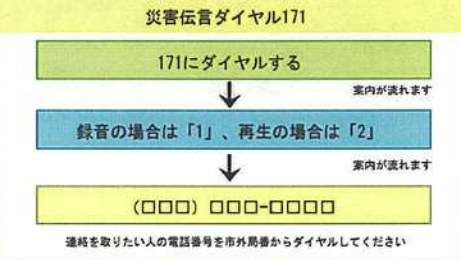 災害伝言ダイヤル171
171にダイヤルする
案内が流れます
録音の場合は「1」、再生の場合は「2」
案内が流れます
(□□□) □□□-□□□□
連絡を取りたい人の電話番号を市外局番からダイヤルしてください